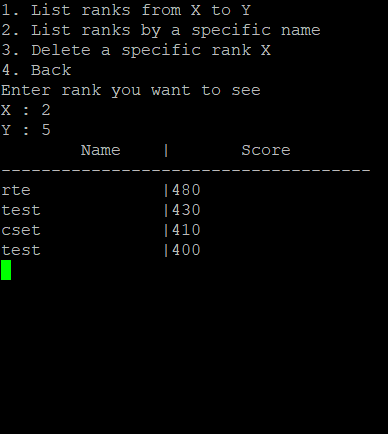 1. List ranks from X to Y
2. List ranks by a specific name
3. Delete a specific rank X
4. Back
Enter rank you want to see
X : 2
Y : 5
        Name    |       Score
-------------------------------------
rte             |480
test            |430
cset            |410
test            |400